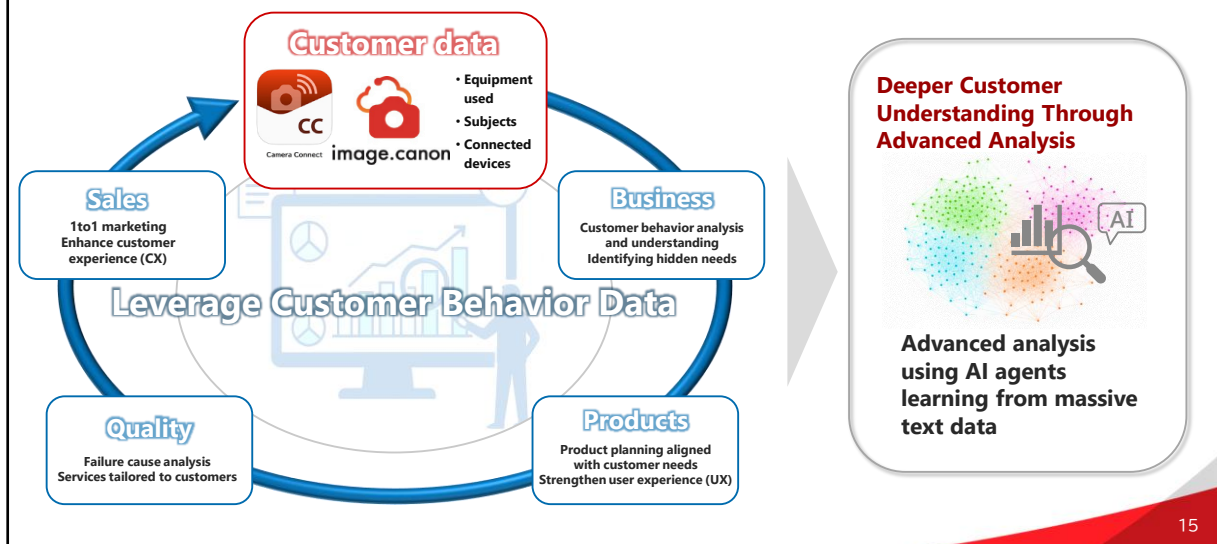 Customer data
CC
Camera Connect
image.canon
• Equipment
used
• Subjects
• Connected
devices
Sales
1to1 marketing
Enhance customer
experience (CX)
Business
Customer behavior analysis
and understanding
Identifying hidden needs
Leverage Customer Behavior Data
Quality
Failure cause analysis
Services tailored to customers
Products
Product planning aligned
with customer needs
Strengthen user experience (UX)
Deeper Customer
Understanding Through
Advanced Analysis
AI
Advanced analysis
using AI agents
learning from massive
text data
15